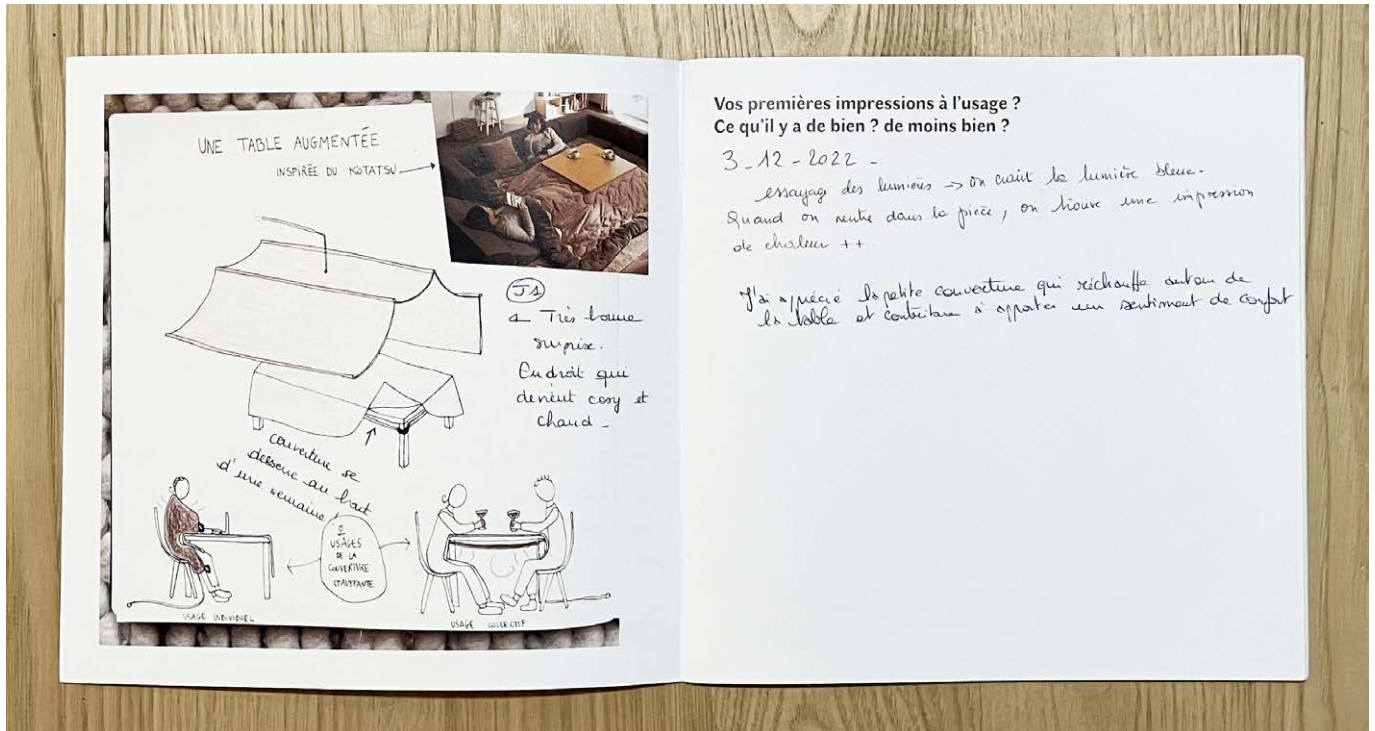 UNE TABLE AUGMENTÉE
INSPIRÉE DU KOTATSU
J1
Très bonne
surprise.
Endroit qui
devient cosy et
chaud -
couverture se
desserre au bout
d'une semaine
2
USAGES
DE LA
COUVERTURE
CHAUFFANTE
USAGE INDIVIDUEL
USAGE COLLECTIF
Vos premières impressions à l'usage ?
Ce qu'il y a de bien ? de moins bien ?
3-12-2022-
essayage des lumières → on croit la lumière bleue.
Quand on rentre dans la pièce, on trouve une impression
de chaleur ++
J'ai apprécié la petite couverture qui réchauffe autour de
la table et contribue à apporter un sentiment de confort